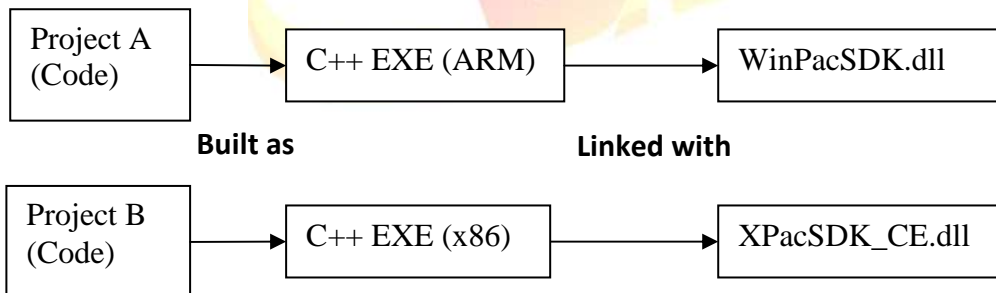 Project A
(Code)
C++ EXE (ARM)
WinPacSDK.dll
Built as
Linked with
Project B
(Code)
C++ EXE (x86)
XPacSDK_CE.dll